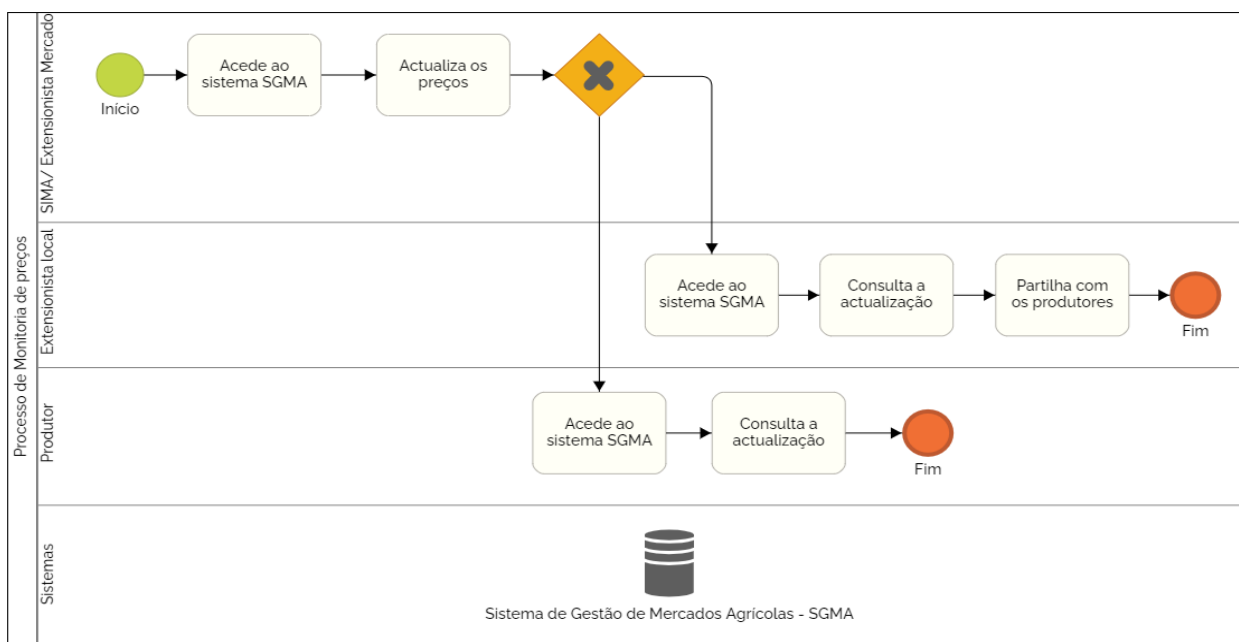 Processo de Monitoria de preços
SIMA/ Extensionista Mercado
Início
Acede ao
sistema SGMA
Actualiza os
preços
Extensionista local
Acede ao
sistema SGMA
Consulta a
actualização
Partilha com
os produtores
Fim
Produtor
Acede ao
sistema SGMA
Consulta a
actualização
Fim
Sistemas
Sistema de Gestão de Mercados Agrícolas - SGMA